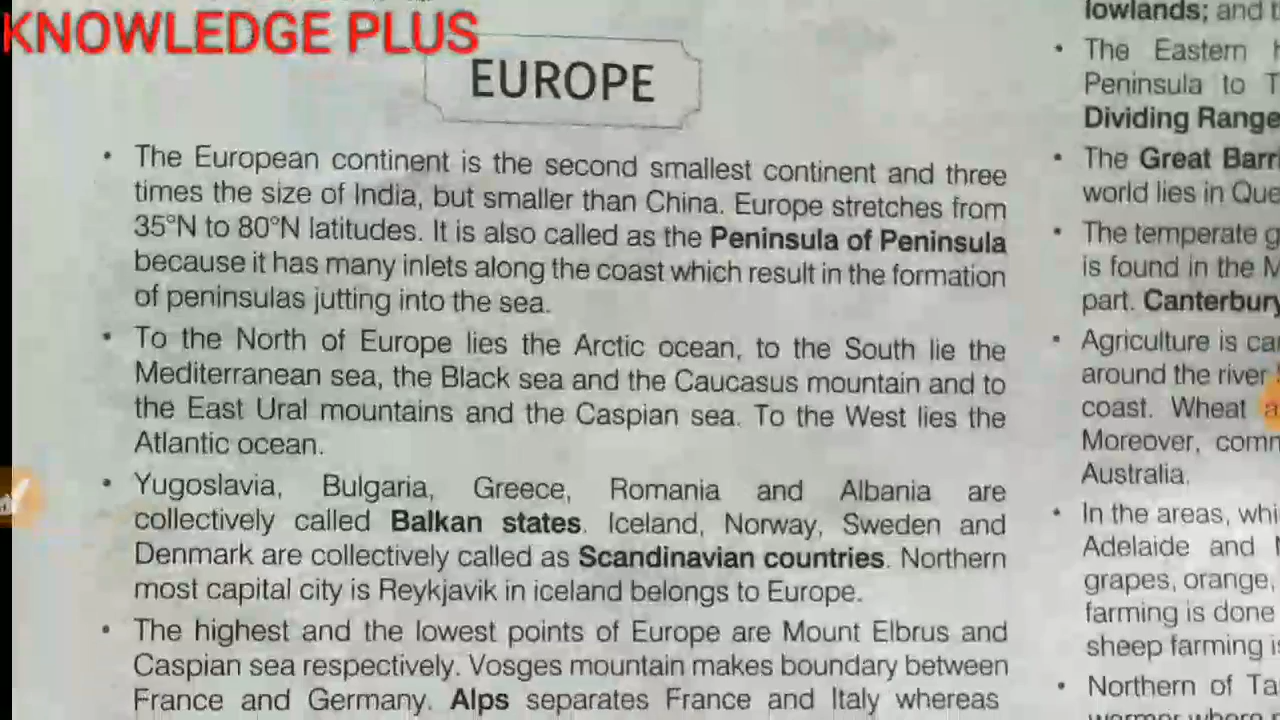 KNOWLEDGE PLUS
EUROPE
• The European continent is the second smallest continent and three
times the size of India, but smaller than China. Europe stretches from
35°N to 80°N latitudes. It is also called as the Peninsula of Peninsula
because it has many inlets along the coast which result in the formation
of peninsulas jutting into the sea.
• To the North of Europe lies the Arctic ocean, to the South lie the
Mediterranean sea, the Black sea and the Caucasus mountain and to
the East Ural mountains and the Caspian sea. To the West lies the
Atlantic ocean.
• Yugoslavia, Bulgaria, Greece, Romania and Albania are
collectively called Balkan states. Iceland, Norway, Sweden and
Denmark are collectively called as Scandinavian countries. Northern
most capital city is Reykjavik in iceland belongs to Europe.
• The highest and the lowest points of Europe are Mount Elbrus and
Caspian sea respectively. Vosges mountain makes boundary between
France and Germany. Alps separates France and Italy whereas
lowlands; and
• The Eastern
Peninsula to
Dividing Range
• The Great
world lies in
• The temperate
is found in the
part. Canterbury
• Agriculture is
around the river
coast. Wheat
Moreover,
Australia.
• In the areas,
Adelaide and
grapes, orange,
farming is done
sheep farming
• Northern of